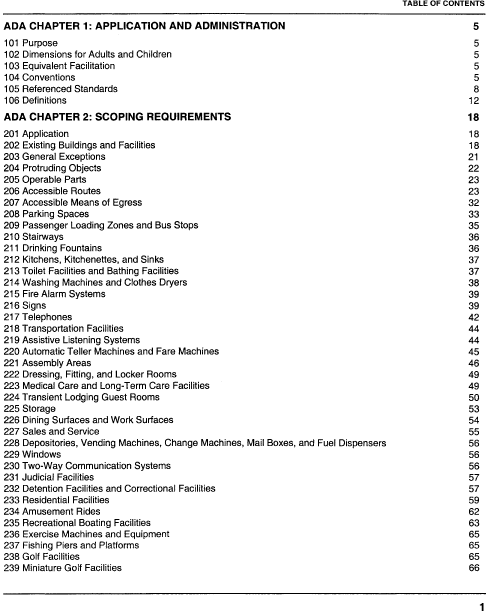 TABLE OF CONTENTS
ADA CHAPTER 1: APPLICATION AND ADMINISTRATION 5
101 Purpose 5
102 Dimensions for Adults and Children 5
103 Equivalent Facilitation 5
104 Conventions 5
105 Referenced Standards 8
106 Definitions 12
ADA CHAPTER 2: SCOPING REQUIREMENTS 18
201 Application 18
202 Existing Buildings and Facilities 18
203 General Exceptions 21
204 Protruding Objects 22
205 Operable Parts 23
206 Accessible Routes 23
207 Accessible Means of Egress 32
208 Parking Spaces 33
209 Passenger Loading Zones and Bus Stops 35
210 Stairways 36
211 Drinking Fountains 36
212 Kitchens, Kitchenettes, and Sinks 37
213 Toilet Facilities and Bathing Facilities 37
214 Washing Machines and Clothes Dryers 38
215 Fire Alarm Systems 39
216 Signs 39
217 Telephones 42
218 Transportation Facilities 44
219 Assistive Listening Systems 44
220 Automatic Teller Machines and Fare Machines 45
221 Assembly Areas 46
222 Dressing, Fitting, and Locker Rooms 49
223 Medical Care and Long-Term Care Facilities 49
224 Transient Lodging Guest Rooms 50
225 Storage 53
226 Dining Surfaces and Work Surfaces 54
227 Sales and Service 55
228 Depositories, Vending Machines, Change Machines, Mail Boxes, and Fuel Dispensers 56
229 Windows 56
230 Two-Way Communication Systems 56
231 Judicial Facilities 57
232 Detention Facilities and Correctional Facilities 57
233 Residential Facilities 59
234 Amusement Rides 62
235 Recreational Boating Facilities 63
236 Exercise Machines and Equipment 65
237 Fishing Piers and Platforms 65
238 Golf Facilities 65
239 Miniature Golf Facilities 66
1